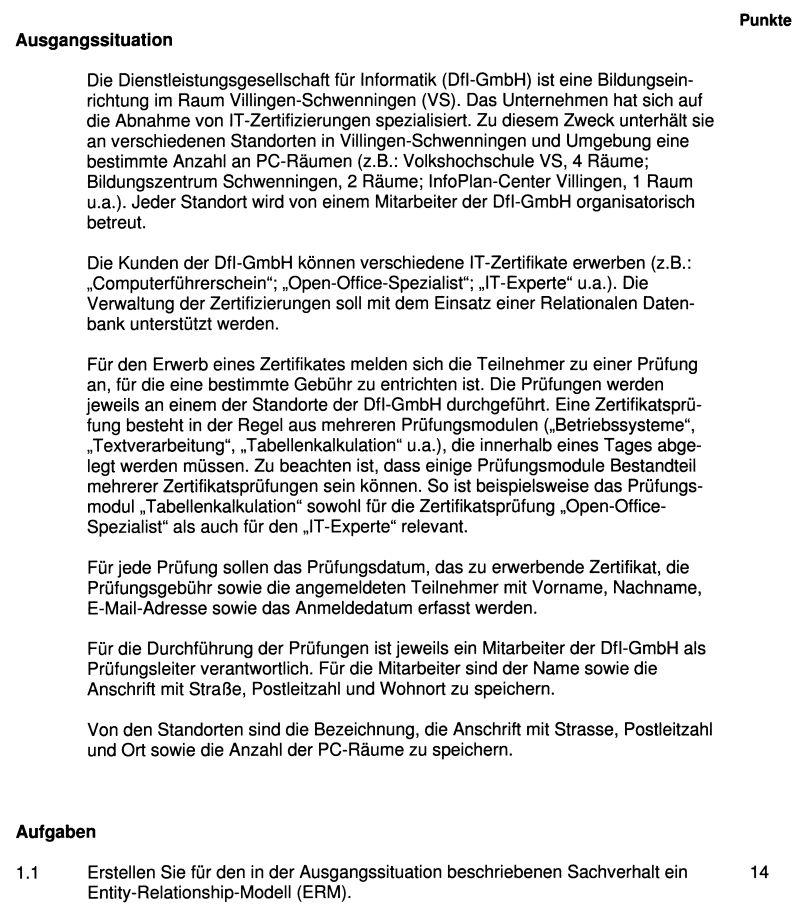 Punkte
Ausgangssituation
Die Dienstleistungsgesellschaft für Informatik (DfI-GmbH) ist eine Bildungsein-
richtung im Raum Villingen-Schwenningen (VS). Das Unternehmen hat sich auf
die Abnahme von IT-Zertifizierungen spezialisiert. Zu diesem Zweck unterhält sie
an verschiedenen Standorten in Villingen-Schwenningen und Umgebung eine
bestimmte Anzahl an PC-Räumen (z.B.: Volkshochschule VS, 4 Räume;
Bildungszentrum Schwenningen, 2 Räume; InfoPlan-Center Villingen, 1 Raum
u.a.). Jeder Standort wird von einem Mitarbeiter der DfI-GmbH organisatorisch
betreut.
Die Kunden der DfI-GmbH können verschiedene IT-Zertifikate erwerben (z.B.:
„Computerführerschein“; „Open-Office-Spezialist“; „IT-Experte“ u.a.). Die
Verwaltung der Zertifizierungen soll mit dem Einsatz einer Relationalen Daten-
bank unterstützt werden.
Für den Erwerb eines Zertifikates melden sich die Teilnehmer zu einer Prüfung
an, für die eine bestimmte Gebühr zu entrichten ist. Die Prüfungen werden
jeweils an einem der Standorte der DfI-GmbH durchgeführt. Eine Zertifikatsprü-
fung besteht in der Regel aus mehreren Prüfungsmodulen („Betriebssysteme“,
„Textverarbeitung“, „Tabellenkalkulation“ u.a.), die innerhalb eines Tages abge-
legt werden müssen. Zu beachten ist, dass einige Prüfungsmodule Bestandteil
mehrerer Zertifikatsprüfungen sein können. So ist beispielsweise das Prüfungs-
modul „Tabellenkalkulation“ sowohl für die Zertifikatsprüfung „Open-Office-
Spezialist“ als auch für den „IT-Experte“ relevant.
Für jede Prüfung sollen das Prüfungsdatum, das zu erwerbende Zertifikat, die
Prüfungsgebühr sowie die angemeldeten Teilnehmer mit Vorname, Nachname,
E-Mail-Adresse sowie das Anmeldedatum erfasst werden.
Für die Durchführung der Prüfungen ist jeweils ein Mitarbeiter der DfI-GmbH als
Prüfungsleiter verantwortlich. Für die Mitarbeiter sind der Name sowie die
Anschrift mit Straße, Postleitzahl und Wohnort zu speichern.
Von den Standorten sind die Bezeichnung, die Anschrift mit Strasse, Postleitzahl
und Ort sowie die Anzahl der PC-Räume zu speichern.
Aufgaben
1.1 Erstellen Sie für den in der Ausgangssituation beschriebenen Sachverhalt ein 14
Entity-Relationship-Modell (ERM).